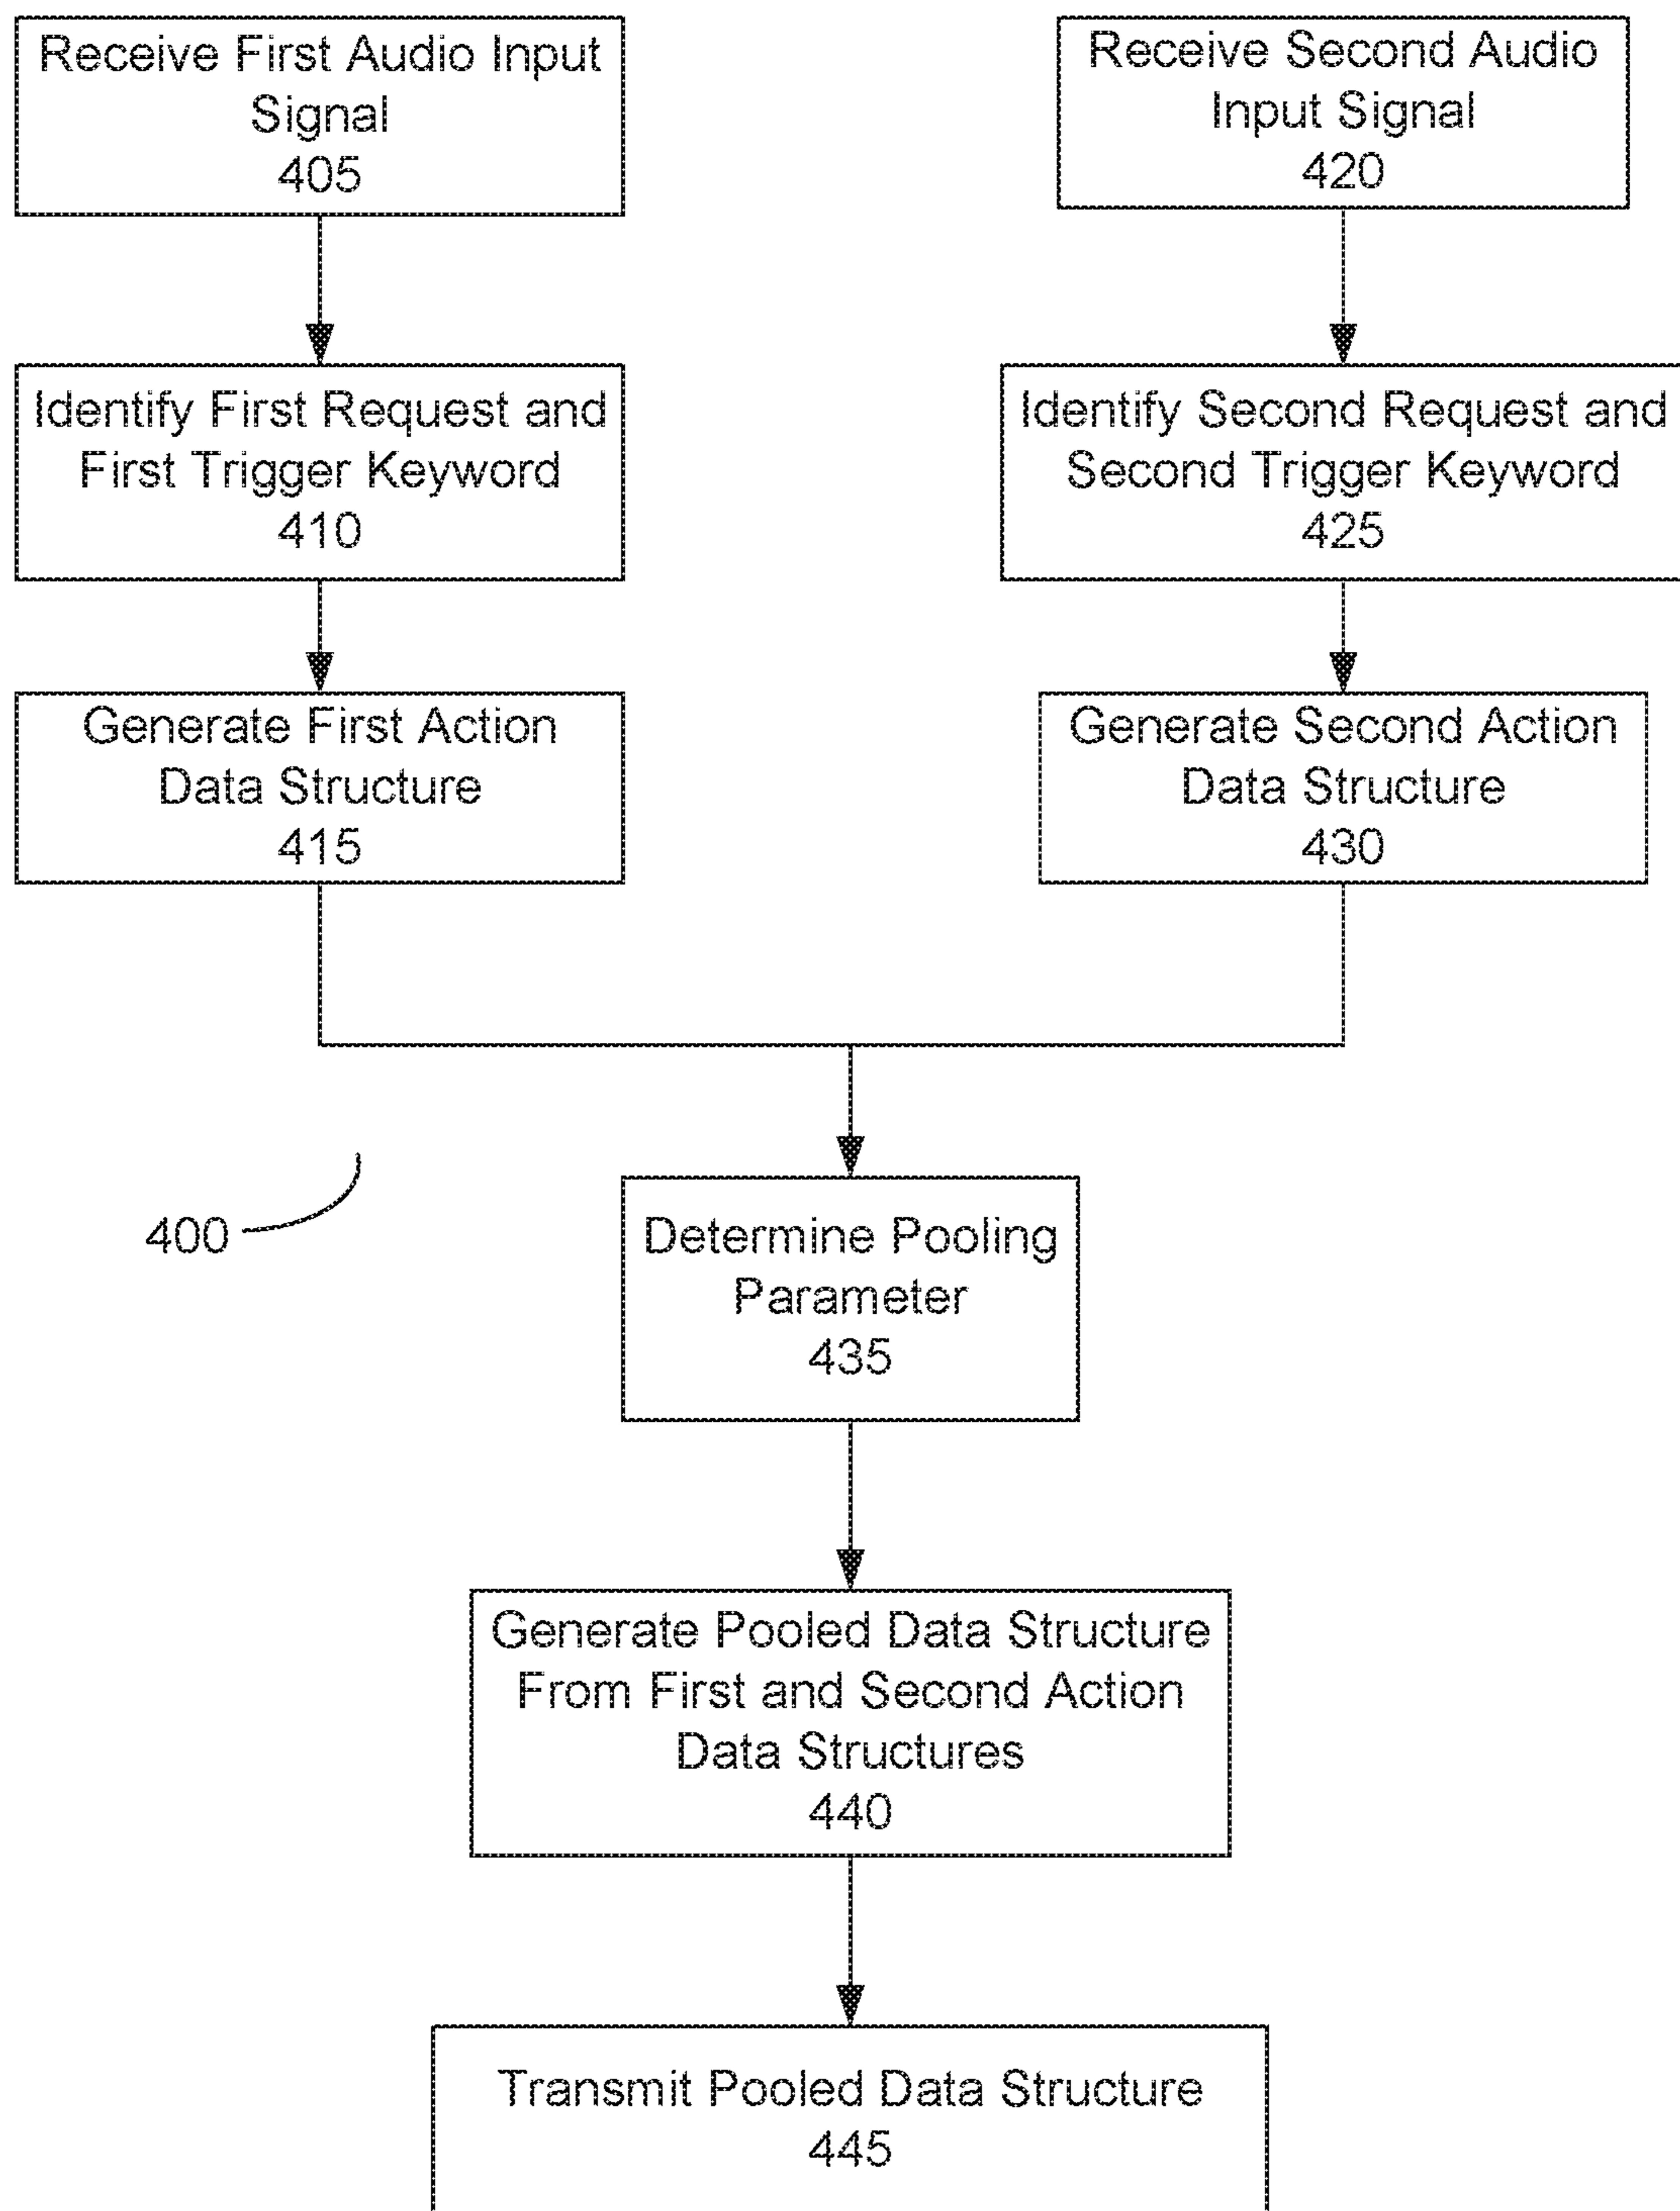 Receive First Audio Input
Signal
405
Receive Second Audio
Input Signal
420
Identify First Request and
First Trigger Keyword
410
Identify Second Request and
Second Trigger Keyword
425
Generate First Action
Data Structure
415
Generate Second Action
Data Structure
430
400
Determine Pooling
Parameter
435
Generate Pooled Data Structure
From First and Second Action
Data Structures
440
Transmit Pooled Data Structure
445